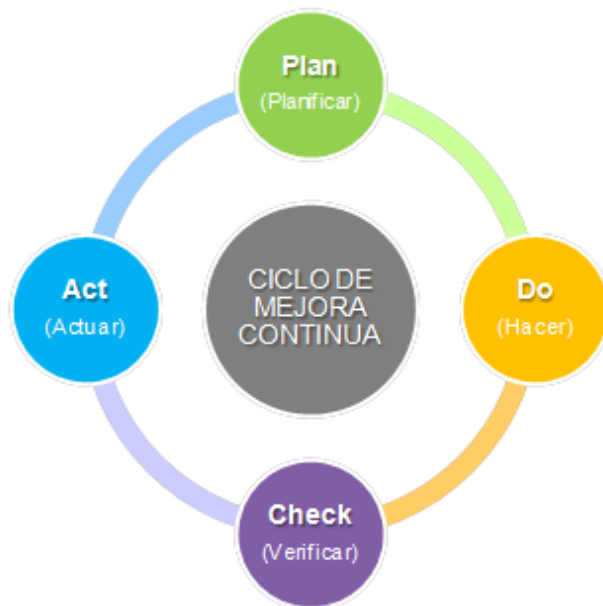 Plan
(Planificar)
Act
(Actuar)
CICLO DE
MEJORA
CONTINUA
Do
(Hacer)
Check
(Verificar)